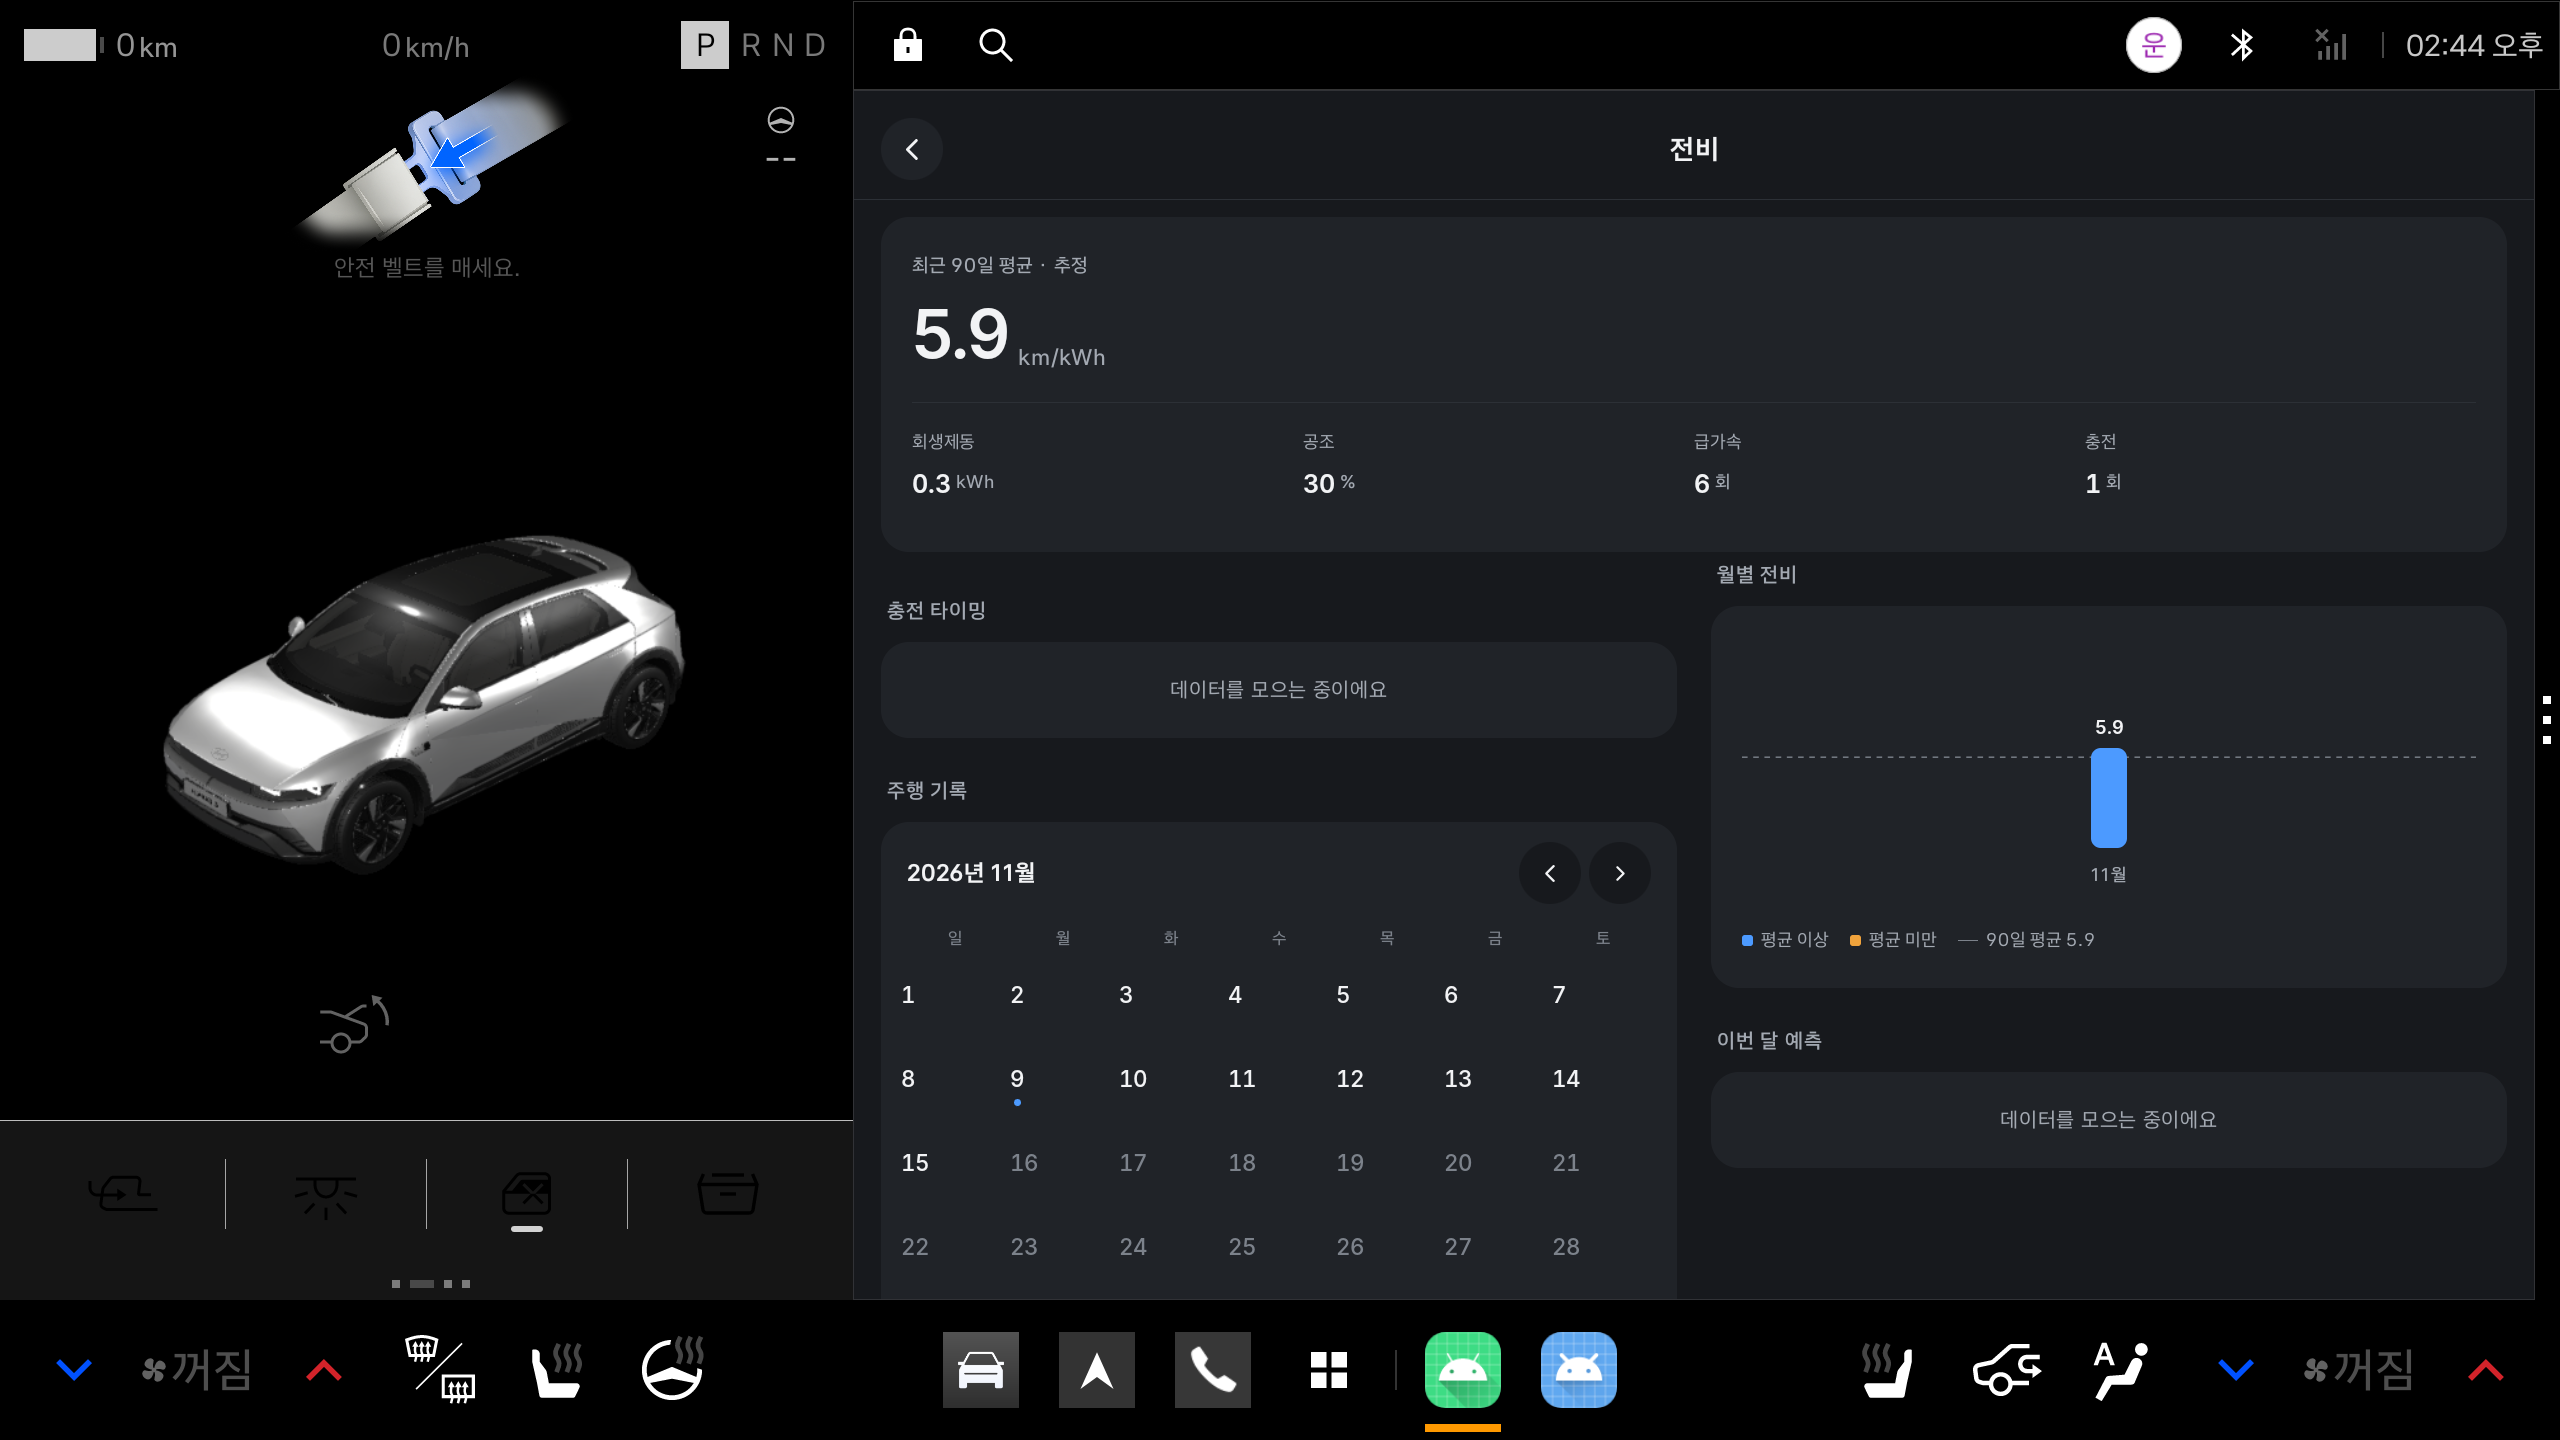 0 km
0 km/h
P R N D
운
02:44 오후
--
안전 벨트를 매세요.
전비
최근 90일 평균 · 추정
5.9 km/kWh
회생제동
0.3 kWh
공조
30 %
급가속
6 회
충전
1 회
충전 타이밍
데이터를 모으는 중이에요
주행 기록
2026년 11월
일 월 화 수 목 금 토
1 2 3 4 5 6 7
8 9 10 11 12 13 14
15 16 17 18 19 20 21
22 23 24 25 26 27 28
월별 전비
5.9
11월
평균 이상 평균 미만 90일 평균 5.9
이번 달 예측
데이터를 모으는 중이에요
꺼짐
A
꺼짐